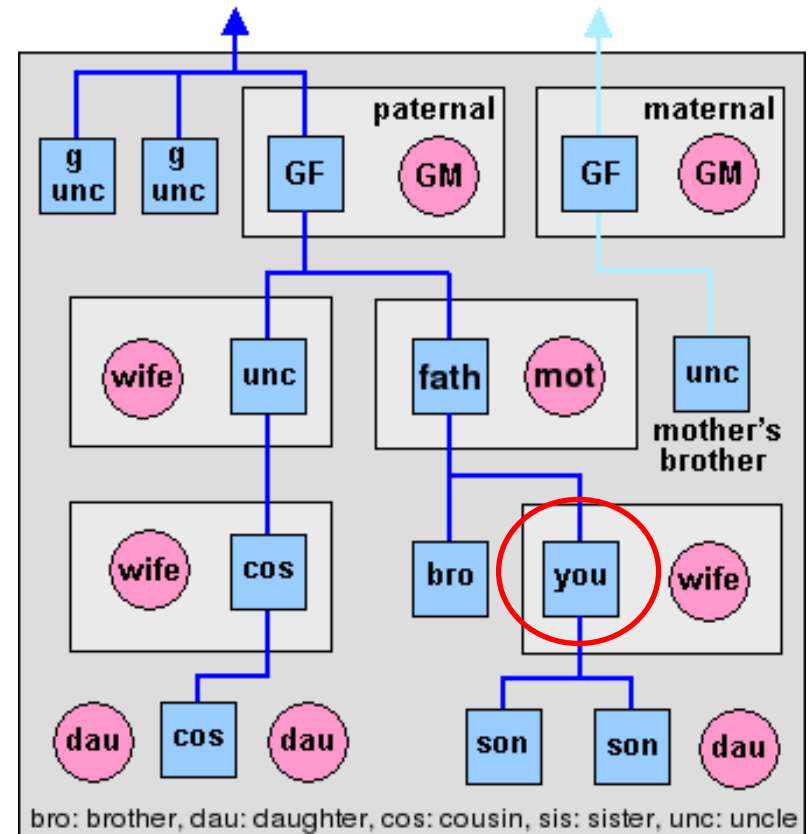 paternal
maternal
g
unc
g
unc
GF
GM
GF
GM
wife
unc
fath
mot
unc
mother's
brother
wife
cos
bro
you
wife
dau
cos
dau
son
son
dau
bro: brother, dau: daughter, cos: cousin, sis: sister, unc: uncle